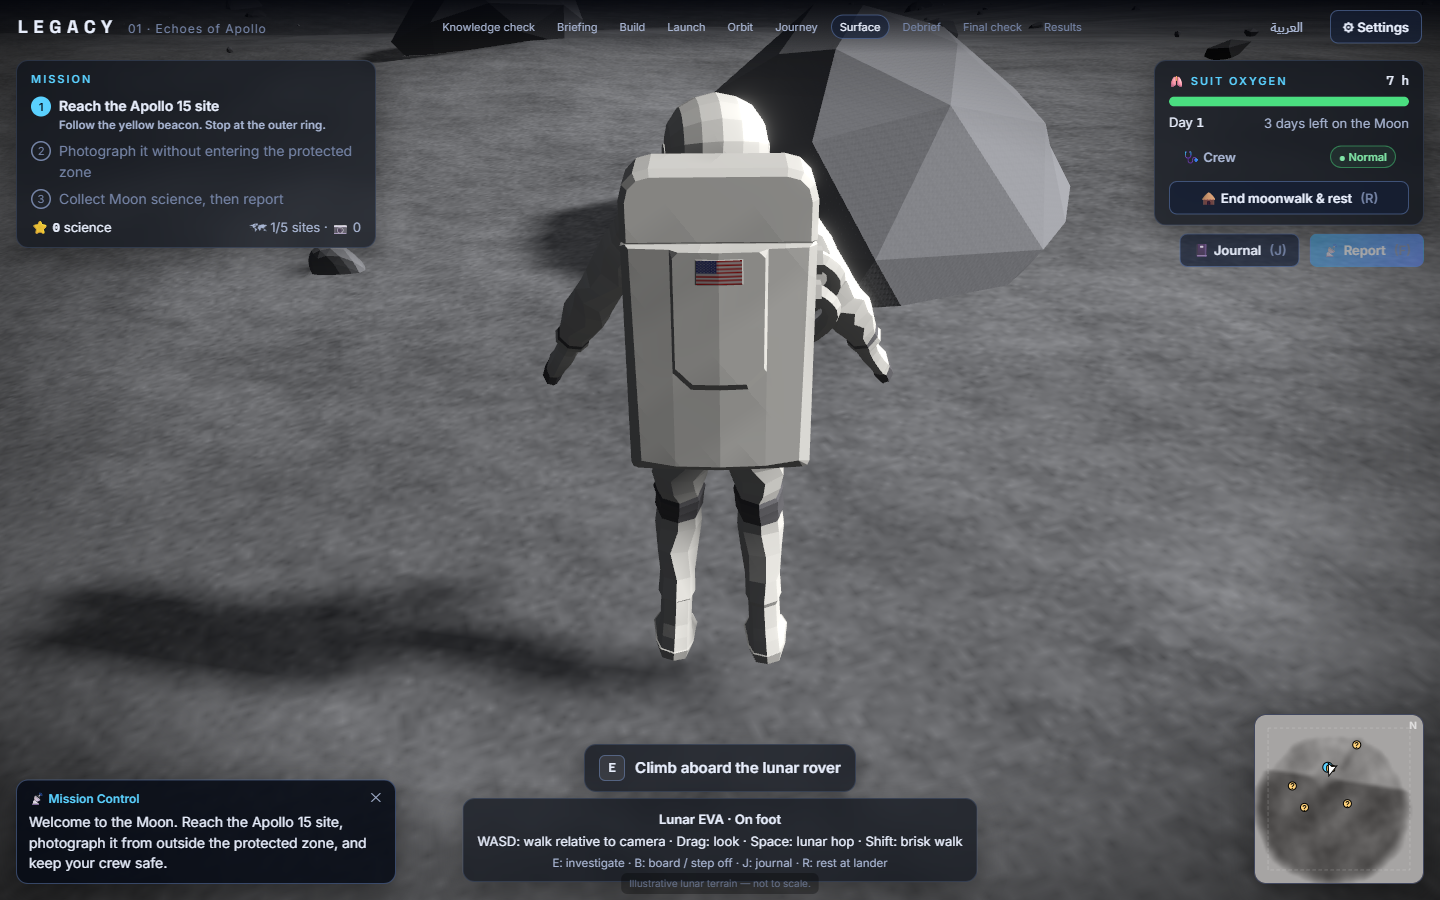 LEGACY 01 · Echoes of Apollo
Knowledge check Briefing Build Launch Orbit Journey Surface Debrief Final check Results
العربية
⚙ Settings
MISSION
1 Reach the Apollo 15 site
Follow the yellow beacon. Stop at the outer ring.
2 Photograph it without entering the protected
zone
3 Collect Moon science, then report
0 science 1/5 sites · 0
SUIT OXYGEN 7 h
Day 1 3 days left on the Moon
Crew Normal
End moonwalk & rest (R)
Journal (J) Report
E Climb aboard the lunar rover
Lunar EVA · On foot
WASD: walk relative to camera · Drag: look · Space: lunar hop · Shift: brisk walk
E: investigate · B: board / step off · J: journal · R: rest at lander
Illustrative lunar terrain — not to scale.
Mission Control
Welcome to the Moon. Reach the Apollo 15 site,
photograph it from outside the protected zone, and
keep your crew safe.
N
?
?
?
?